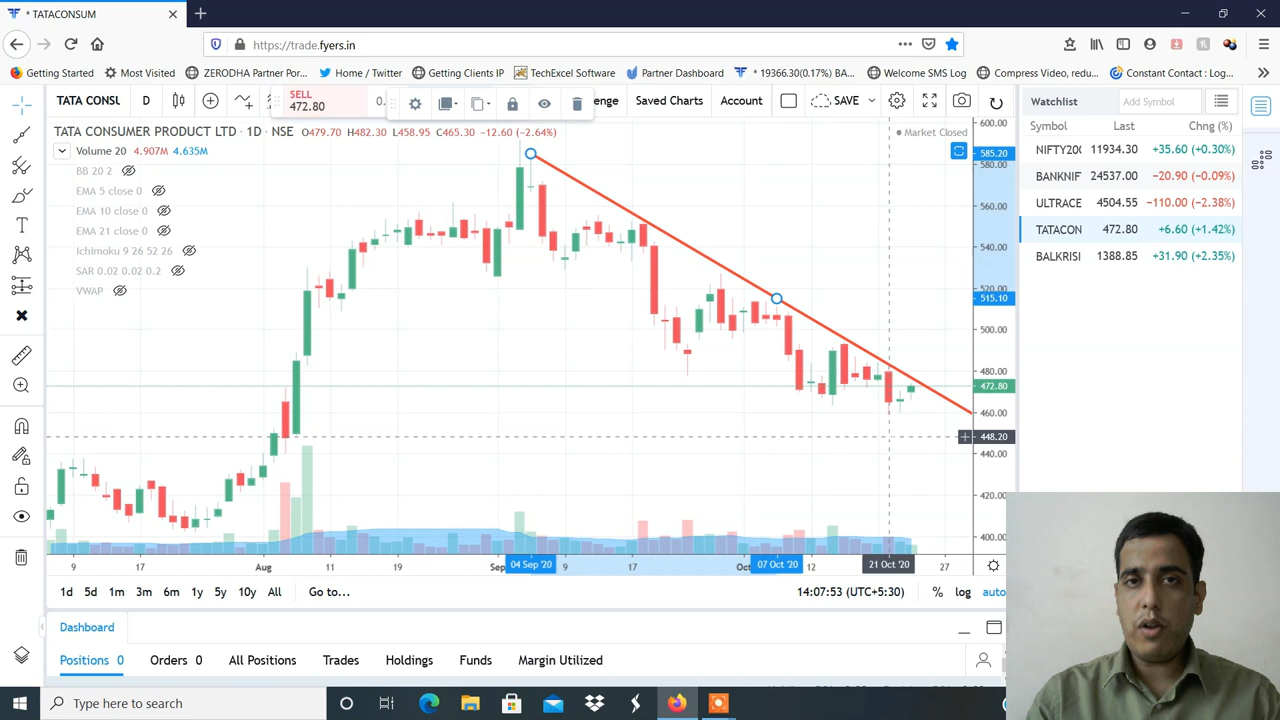 * TATACONSUM
https://trade.fyers.in
Getting Started Most Visited ZERODHA Partner Por... Home / Twitter Getting Clients IP TechExcel Software Partner Dashboard * 19366.30(0.17%) BA... Welcome SMS Log Compress Video, redu... Constant Contact : Log...
TATA CONSU D SELL 472.80 0. enge Saved Charts Account SAVE
Watchlist Add Symbol
TATA CONSUMER PRODUCT LTD · 1D · NSE O479.70 H482.30 L458.95 C465.30 −12.60 (−2.64%)
Market Closed
Volume 20 4.907M 4.635M
BB 20 2
EMA 5 close 0
EMA 10 close 0
EMA 21 close 0
Ichimoku 9 26 52 26
SAR 0.02 0.02 0.2
VWAP
600.00
585.20
580.00
560.00
540.00
520.00
515.10
500.00
480.00
472.80
460.00
448.20
440.00
420.00
400.00
Symbol Last Chng (%)
NIFTY20( 11934.30 +35.60 (+0.30%)
BANKNIF 24537.00 −20.90 (−0.09%)
ULTRACE 4504.55 −110.00 (−2.38%)
TATACON 472.80 +6.60 (+1.42%)
BALKRISI 1388.85 +31.90 (+2.35%)
9 17 Aug 11 19 Sep 04 Sep '20 9 17 Oct 07 Oct '20 12 21 Oct '20 27
1d 5d 1m 3m 6m 1y 5y 10y All Go to... 14:07:53 (UTC+5:30) % log auto
Dashboard
Positions 0 Orders 0 All Positions Trades Holdings Funds Margin Utilized
Type here to search